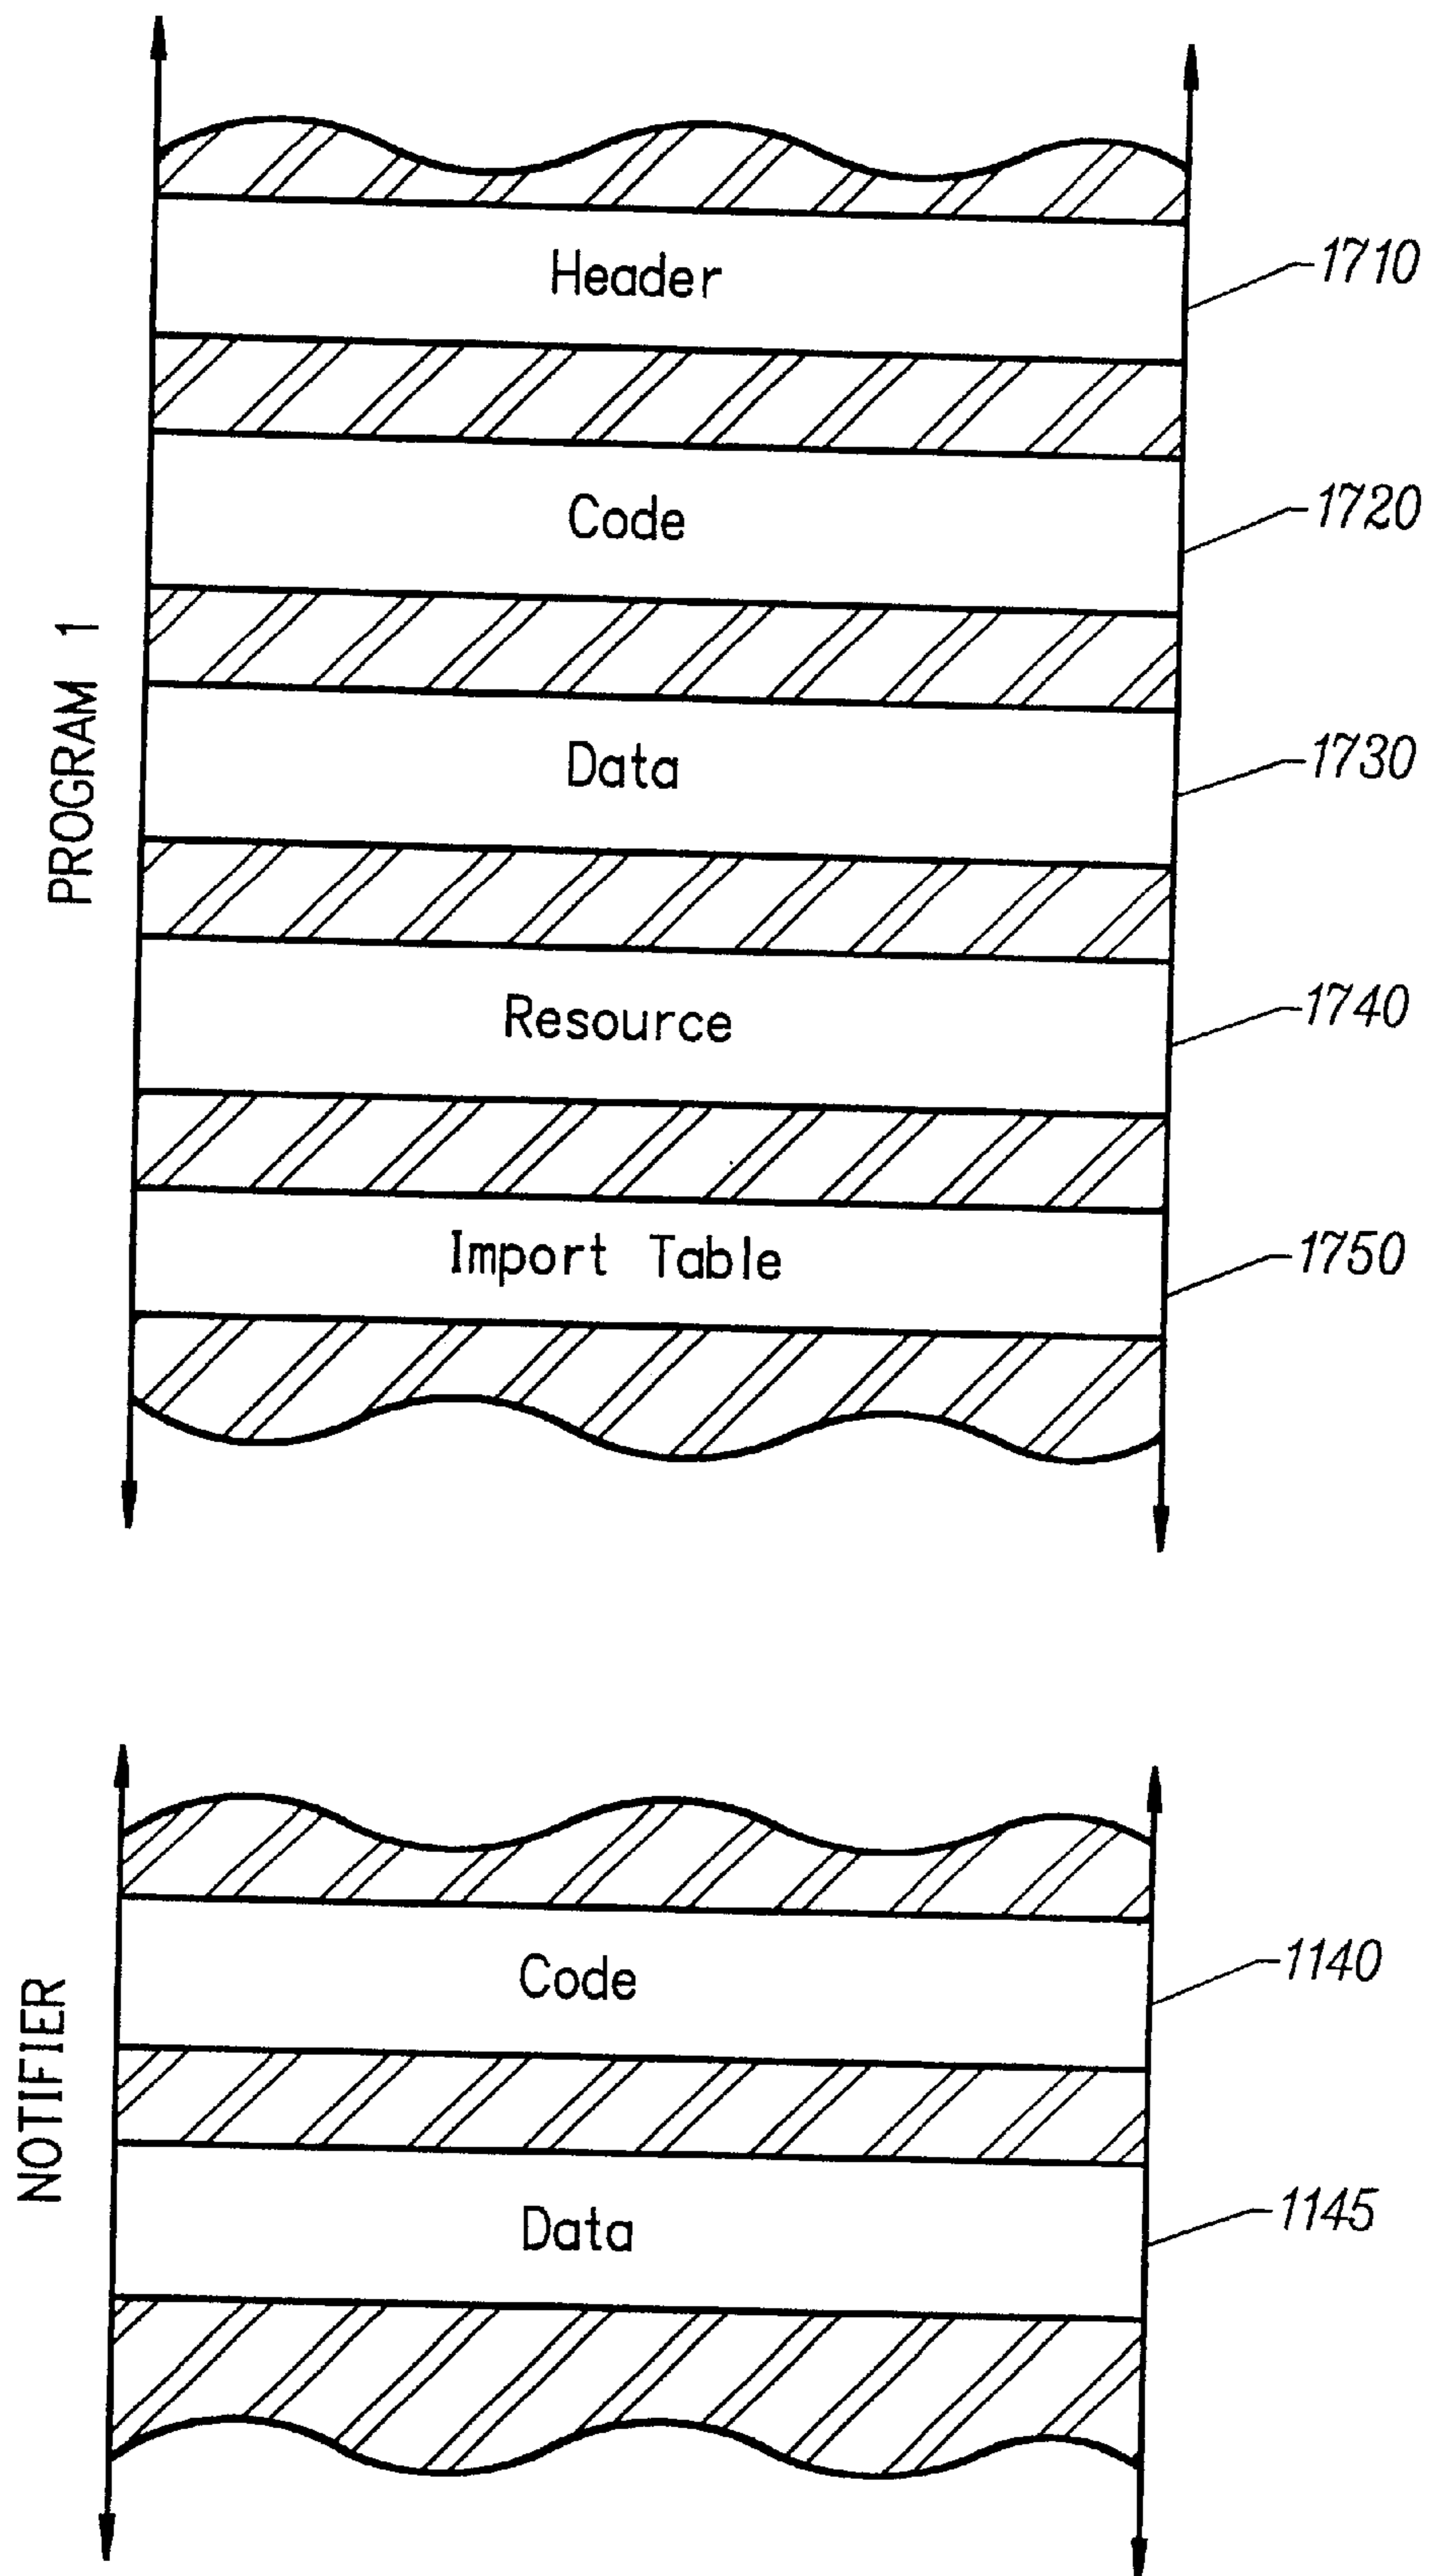 PROGRAM 1
Header
1710
Code
1720
Data
1730
Resource
1740
Import Table
1750
NOTIFIER
Code
1140
Data
1145